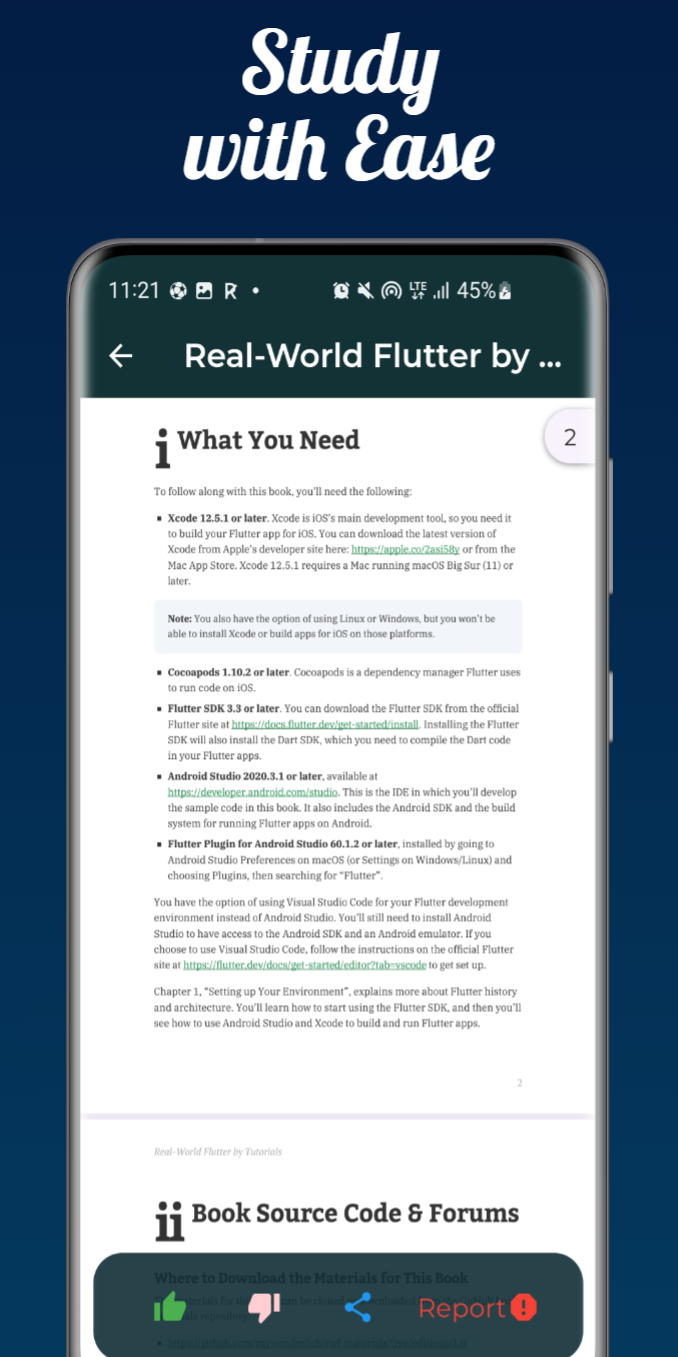 Study
with Ease
11:21
LTE
45%
Real-World Flutter by ...
2
i What You Need
To follow along with this book, you'll need the following:
▪ Xcode 12.5.1 or later. Xcode is iOS's main development tool, so you need it
to build your Flutter app for iOS. You can download the latest version of
Xcode from Apple's developer site here: https://apple.co/2asi58y or from the
Mac App Store. Xcode 12.5.1 requires a Mac running macOS Big Sur (11) or
later.
Note: You also have the option of using Linux or Windows, but you won't be
able to install Xcode or build apps for iOS on those platforms.
▪ Cocoapods 1.10.2 or later. Cocoapods is a dependency manager Flutter uses
to run code on iOS.
▪ Flutter SDK 3.3 or later. You can download the Flutter SDK from the official
Flutter site at https://docs.flutter.dev/get-started/install. Installing the Flutter
SDK will also install the Dart SDK, which you need to compile the Dart code
in your Flutter apps.
▪ Android Studio 2020.3.1 or later, available at
https://developer.android.com/studio. This is the IDE in which you'll develop
the sample code in this book. It also includes the Android SDK and the build
system for running Flutter apps on Android.
▪ Flutter Plugin for Android Studio 60.1.2 or later, installed by going to
Android Studio Preferences on macOS (or Settings on Windows/Linux) and
choosing Plugins, then searching for "Flutter".
You have the option of using Visual Studio Code for your Flutter development
environment instead of Android Studio. You'll still need to install Android
Studio to have access to the Android SDK and an Android emulator. If you
choose to use Visual Studio Code, follow the instructions on the official Flutter
site at https://flutter.dev/docs/get-started/editor?tab=vscode to get set up.
Chapter 1, "Setting up Your Environment", explains more about Flutter history
and architecture. You'll learn how to start using the Flutter SDK, and then you'll
see how to use Android Studio and Xcode to build and run Flutter apps.
2
Real-World Flutter by Tutorials
ii Book Source Code & Forums
Where to Download the Materials for This Book
Report